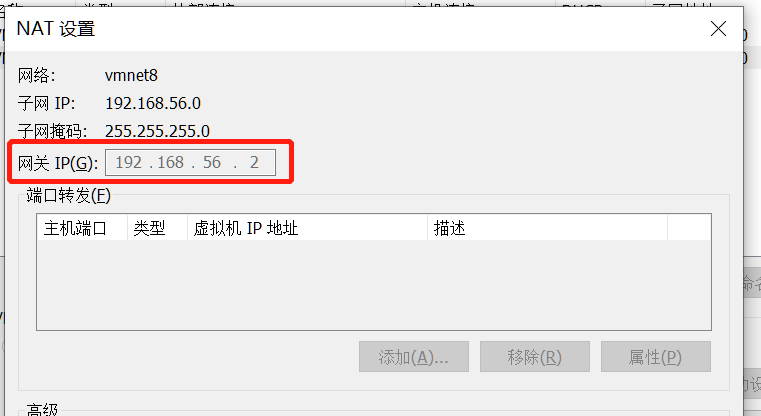 NAT 设置
网络: vmnet8
子网 IP: 192.168.56.0
子网掩码: 255.255.255.0
网关 IP(G): 192 . 168 . 56 . 2
端口转发(F)
主机端口 类型 虚拟机 IP 地址 描述
添加(A)... 移除(R) 属性(P)
高级